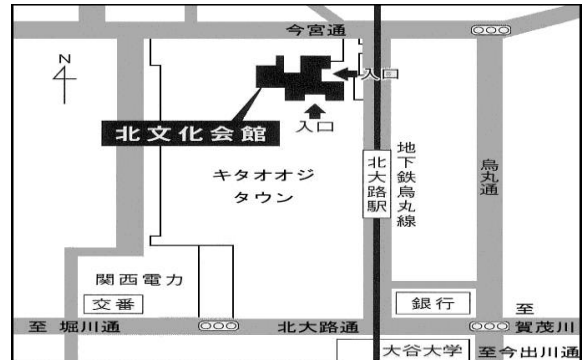 今宮通
N
入口
入口
北文化会館
キタオオジ
タウン
北大路駅
地下鉄烏丸線
烏丸通
関西電力
交番
銀行
至 堀川通
北大路通
至
賀茂川
大谷大学
至今出川通